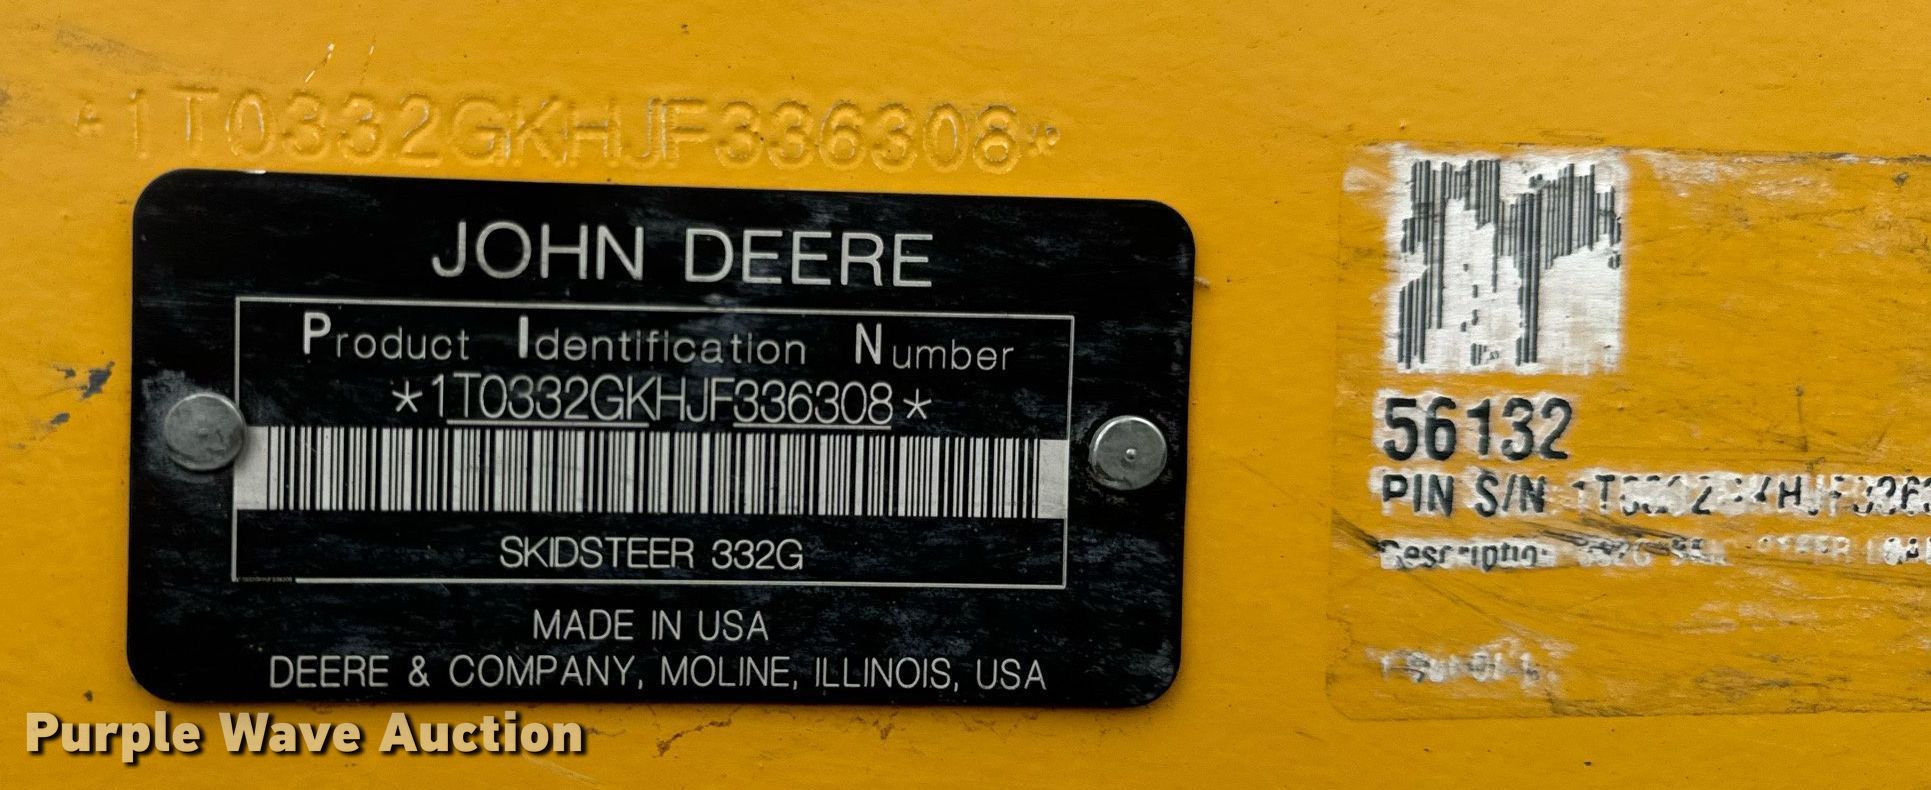 *1T0332GKHJF336308*
JOHN DEERE
Product Identification Number
*1T0332GKHJF336308*
SKIDSTEER 332G
MADE IN USA
DEERE & COMPANY, MOLINE, ILLINOIS, USA
56132
PIN S/N
Purple Wave Auction